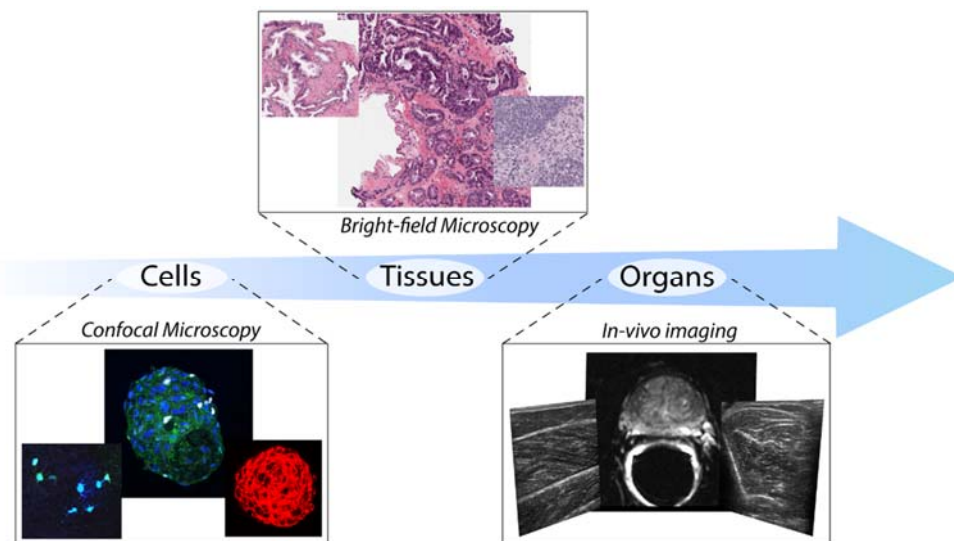 Bright-field Microscopy
Cells
Tissues
Organs
Confocal Microscopy
In-vivo imaging